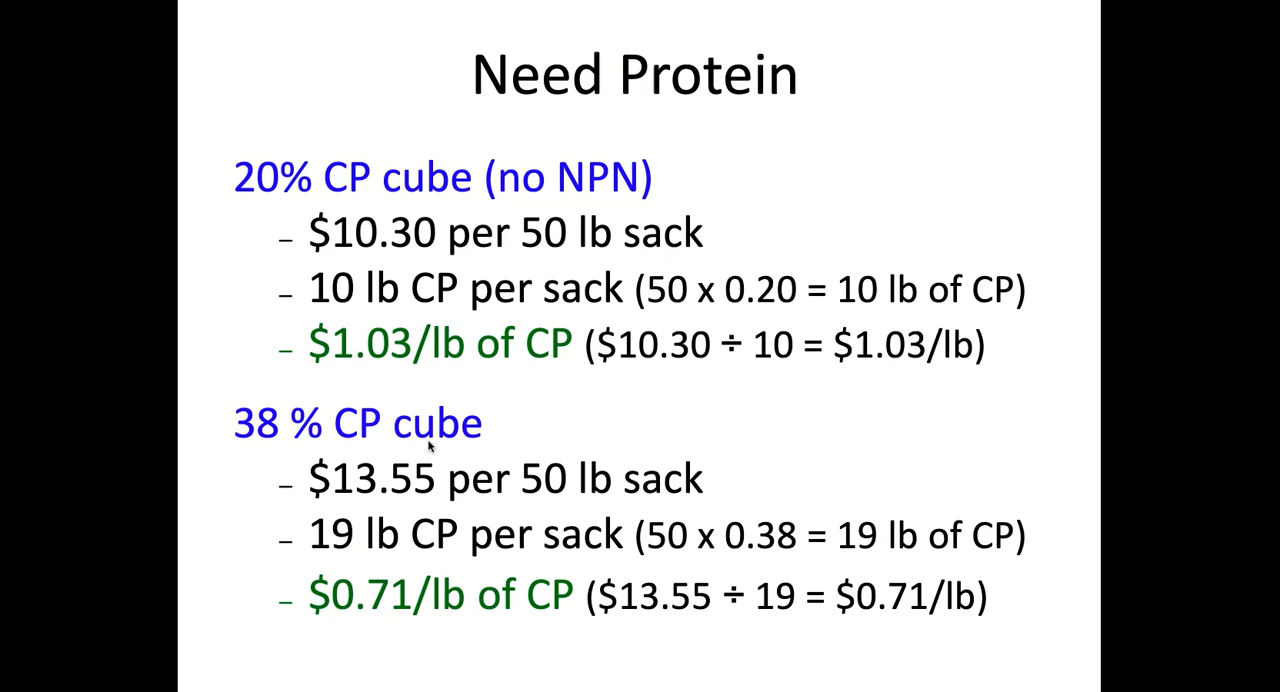 Need Protein
20% CP cube (no NPN)
– $10.30 per 50 lb sack
– 10 lb CP per sack (50 x 0.20 = 10 lb of CP)
– $1.03/lb of CP ($10.30 ÷ 10 = $1.03/lb)
38 % CP cube
– $13.55 per 50 lb sack
– 19 lb CP per sack (50 x 0.38 = 19 lb of CP)
– $0.71/lb of CP ($13.55 ÷ 19 = $0.71/lb)